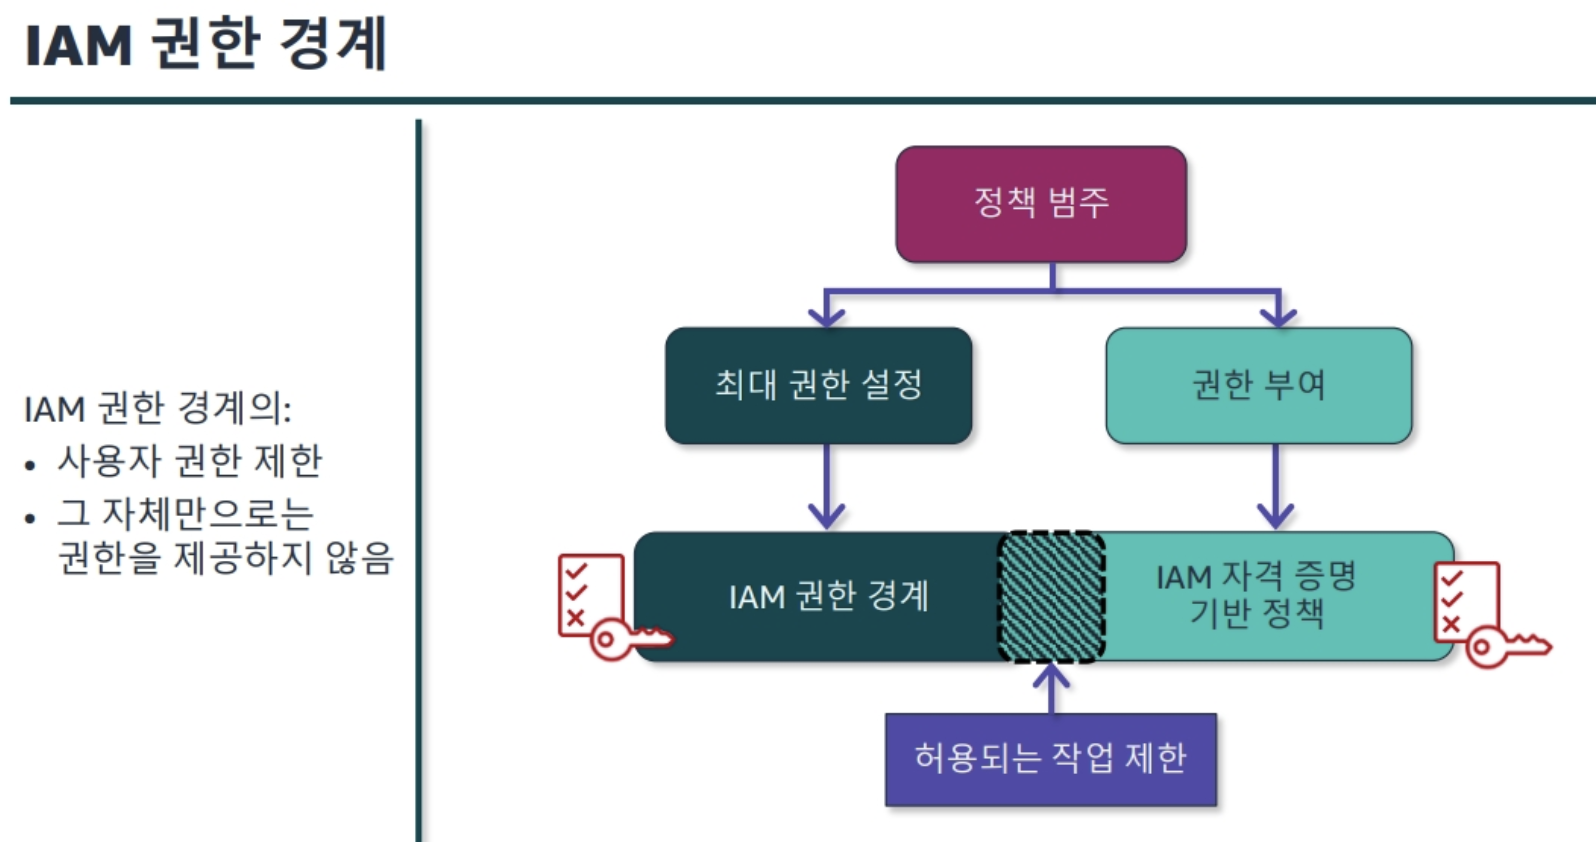 IAM 권한 경계
IAM 권한 경계의:
• 사용자 권한 제한
• 그 자체만으로는
권한을 제공하지 않음
정책 범주
최대 권한 설정
권한 부여
IAM 권한 경계
IAM 자격 증명
기반 정책
허용되는 작업 제한